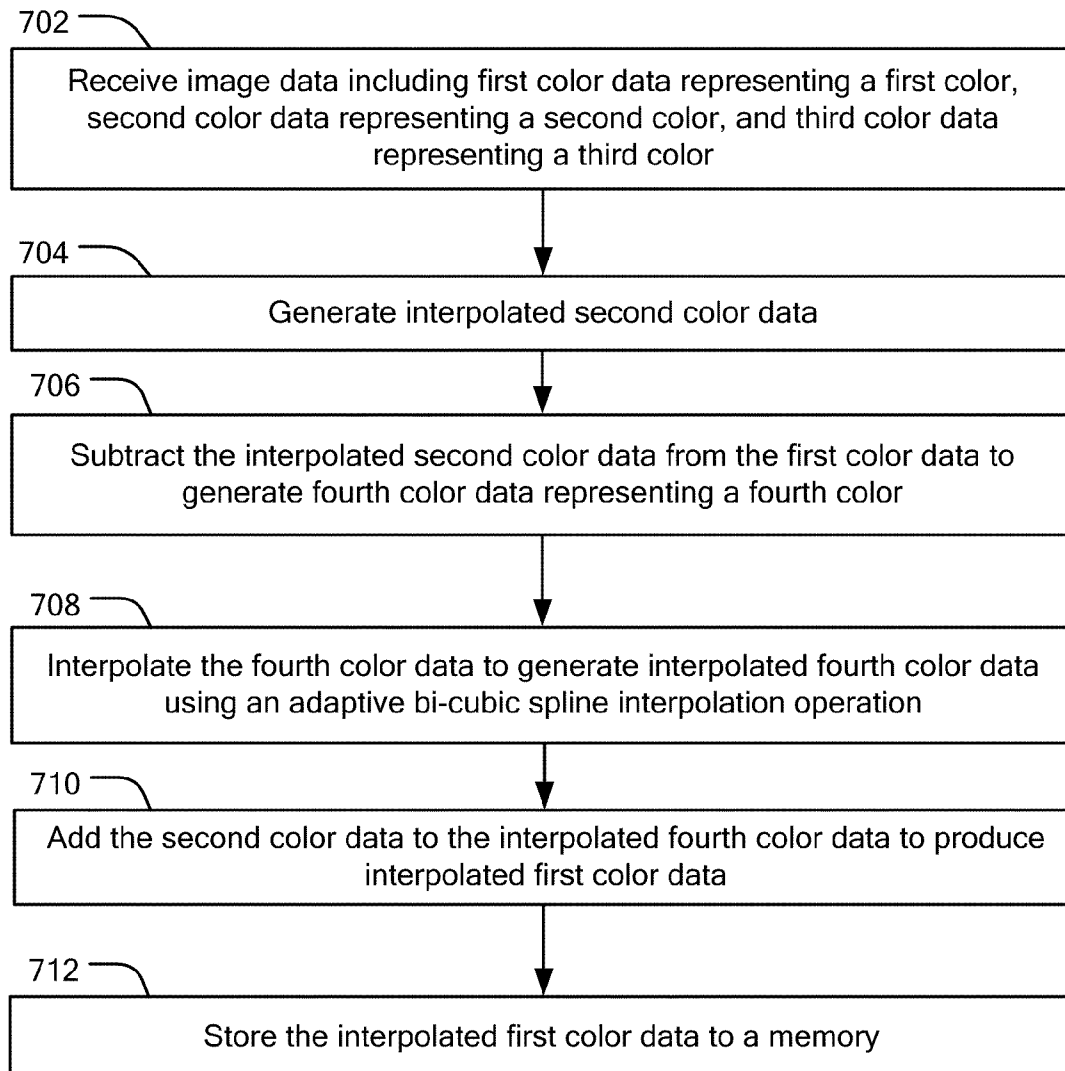 702
Receive image data including first color data representing a first color,
second color data representing a second color, and third color data
representing a third color
704
Generate interpolated second color data
706
Subtract the interpolated second color data from the first color data to
generate fourth color data representing a fourth color
708
Interpolate the fourth color data to generate interpolated fourth color data
using an adaptive bi-cubic spline interpolation operation
710
Add the second color data to the interpolated fourth color data to produce
interpolated first color data
712
Store the interpolated first color data to a memory